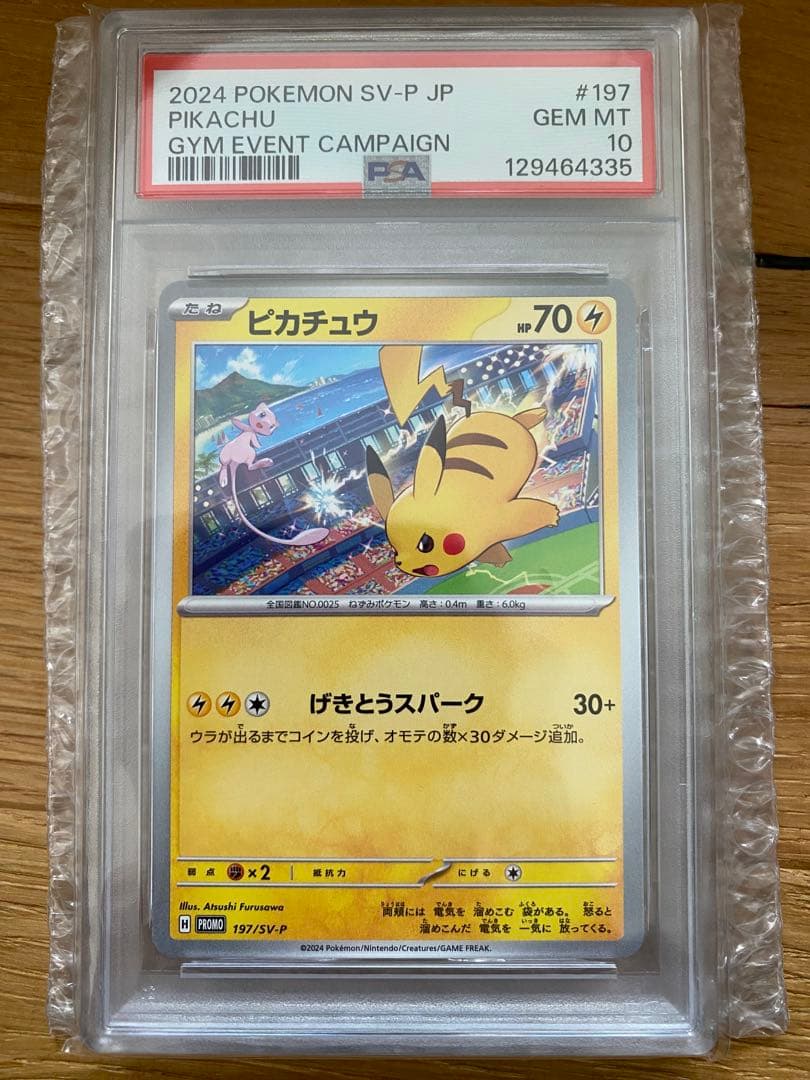 2024 POKEMON SV-P JP #197
PIKACHU GEM MT
GYM EVENT CAMPAIGN 10
PSA 129464335
たね ピカチュウ HP70
全国図鑑NO.0025 ねずみポケモン 高さ:0.4m 重さ:6.0kg
げきとうスパーク 30+
ウラが出るまでコインを投げ、オモテの数×30ダメージ追加。
弱点 ×2 抵抗力 にげる
Illus. Atsushi Furusawa
両頬には 電気を 溜めこむ 袋がある。 怒ると
溜めこんだ 電気を 一気に 放ってくる。
H PROMO 197/SV-P
©2024 Pokémon/Nintendo/Creatures/GAME FREAK.